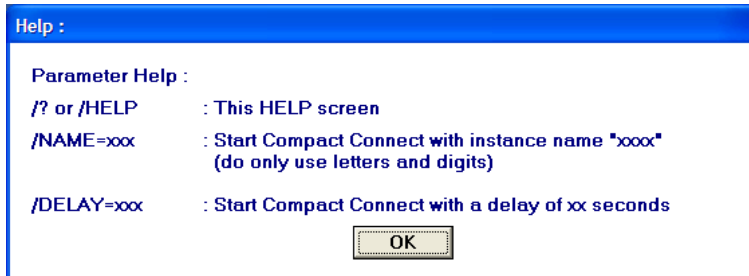 Help :
Parameter Help :
/? or /HELP : This HELP screen
/NAME=xxx : Start Compact Connect with instance name "xxxx"
(do only use letters and digits)
/DELAY=xxx : Start Compact Connect with a delay of xx seconds
OK